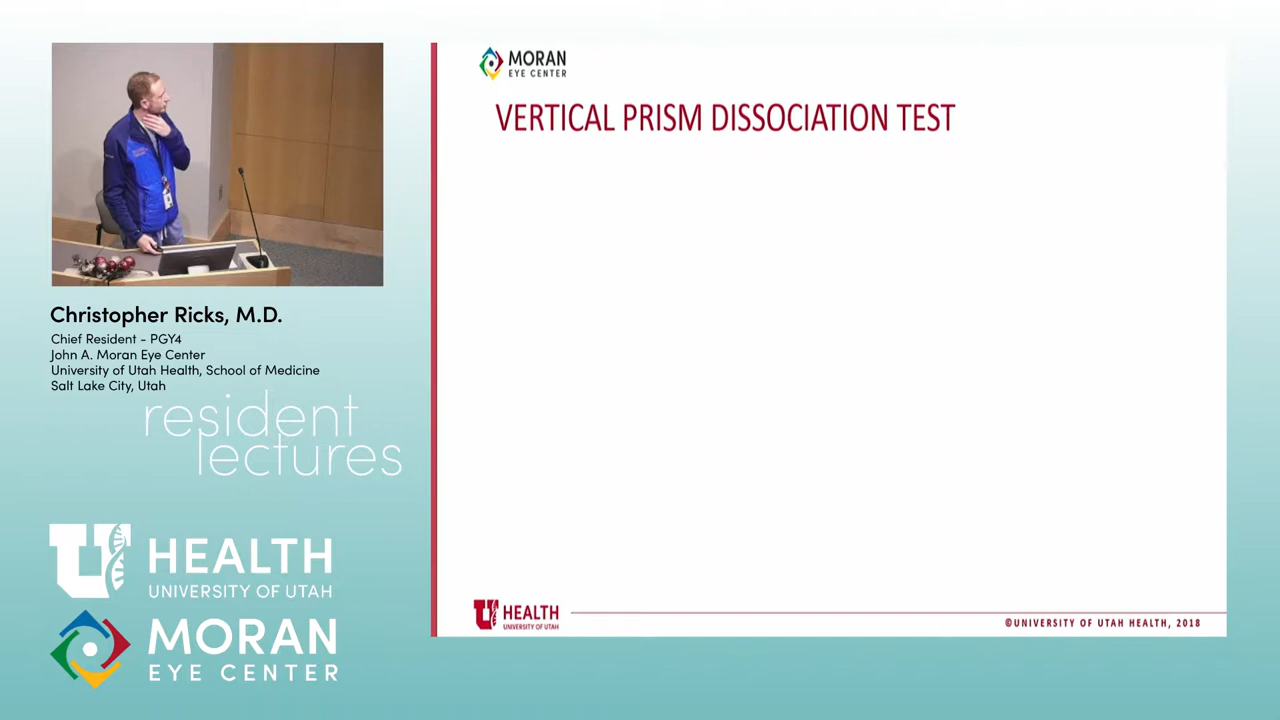 Christopher Ricks, M.D.
Chief Resident - PGY4
John A. Moran Eye Center
University of Utah Health, School of Medicine
Salt Lake City, Utah
resident
lectures
U HEALTH
UNIVERSITY OF UTAH
MORAN
EYE CENTER
MORAN
EYE CENTER
VERTICAL PRISM DISSOCIATION TEST
U HEALTH
UNIVERSITY OF UTAH
©UNIVERSITY OF UTAH HEALTH, 2018